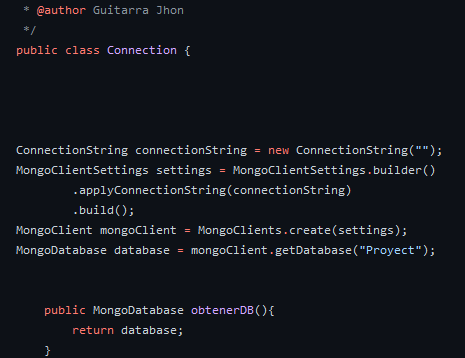 * @author Guitarra Jhon
*/
public class Connection {
ConnectionString connectionString = new ConnectionString("");
MongoClientSettings settings = MongoClientSettings.builder()
.applyConnectionString(connectionString)
.build();
MongoClient mongoClient = MongoClients.create(settings);
MongoDatabase database = mongoClient.getDatabase("Proyect");
public MongoDatabase obtenerDB(){
return database;
}